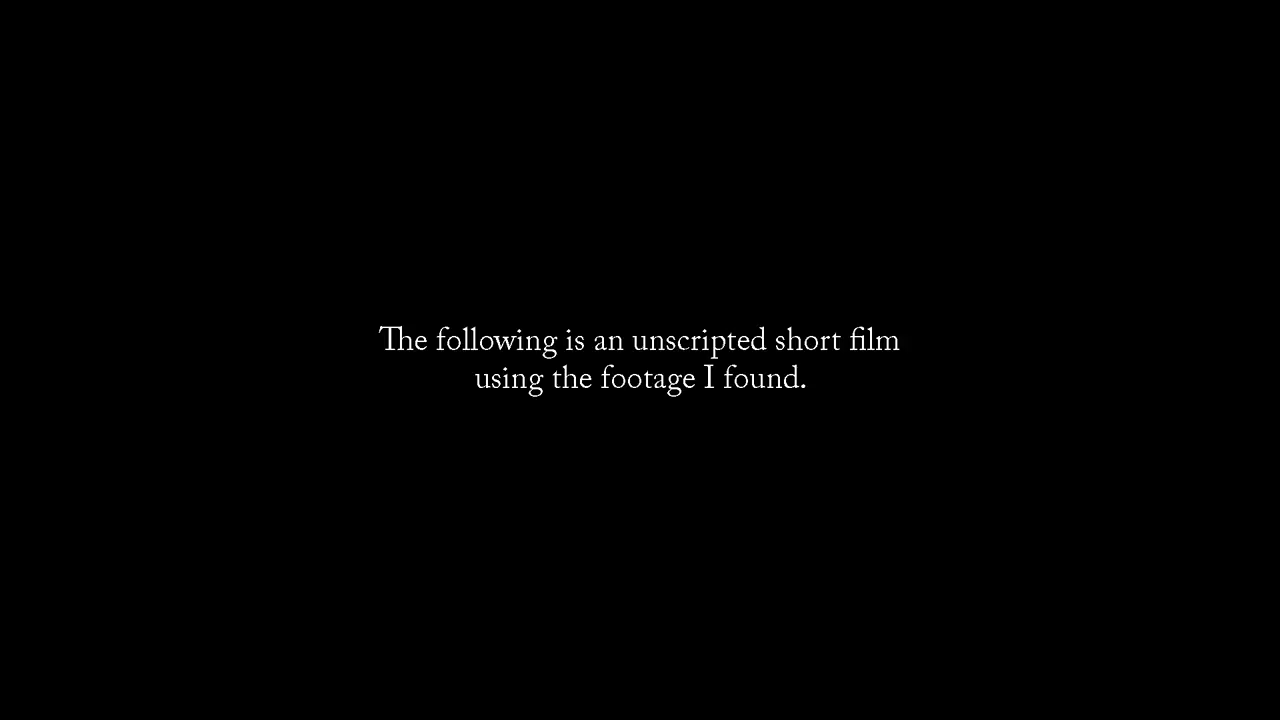 The following is an unscripted short film
using the footage I found.